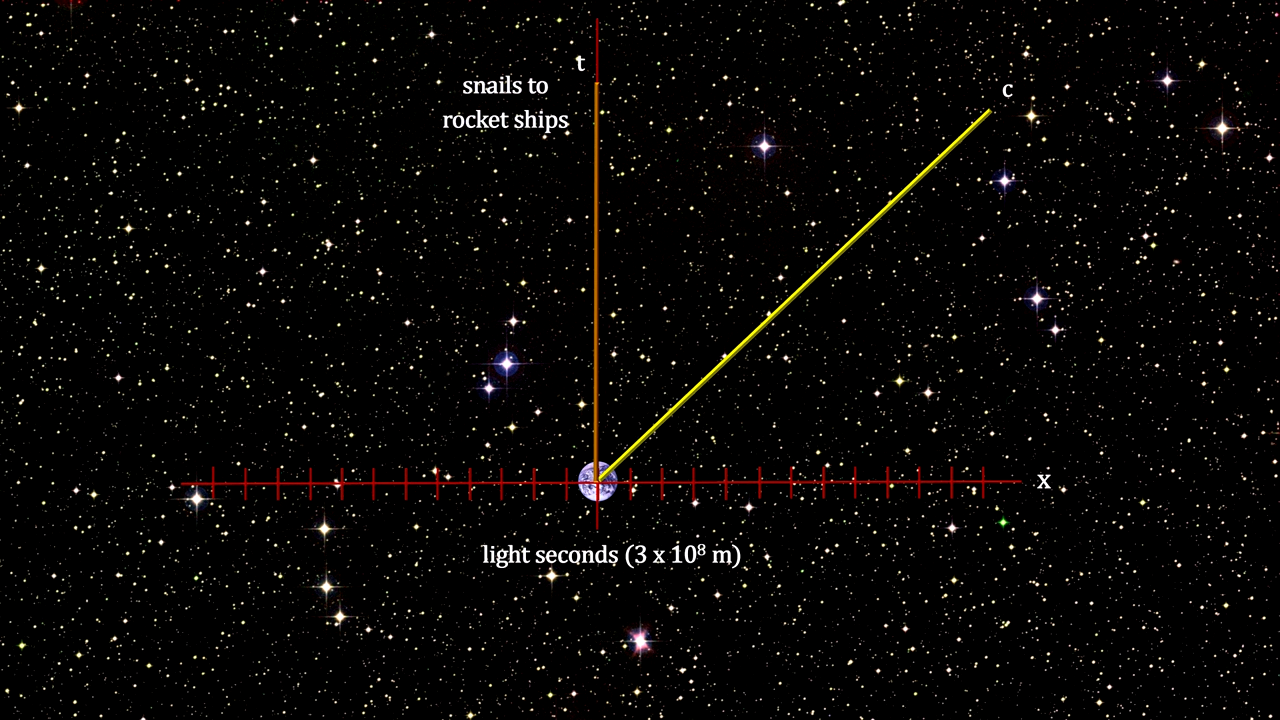 t
snails to
rocket ships
c
x
light seconds (3 x 10⁸ m)